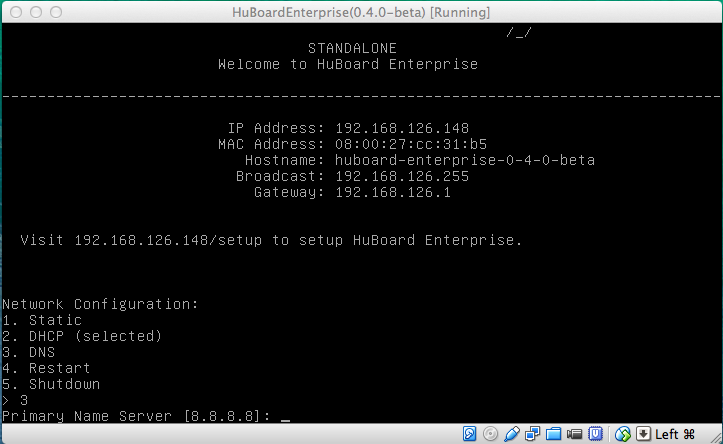 HuBoardEnterprise(0.4.0-beta) [Running]
/_/
STANDALONE
Welcome to HuBoard Enterprise
--------------------------------------------------------------------------------
IP Address: 192.168.126.148
MAC Address: 08:00:27:cc:31:b5
Hostname: huboard-enterprise-0-4-0-beta
Broadcast: 192.168.126.255
Gateway: 192.168.126.1
Visit 192.168.126.148/setup to setup HuBoard Enterprise.
Network Configuration:
1. Static
2. DHCP (selected)
3. DNS
4. Restart
5. Shutdown
> 3
Primary Name Server [8.8.8.8]: _
Left ⌘